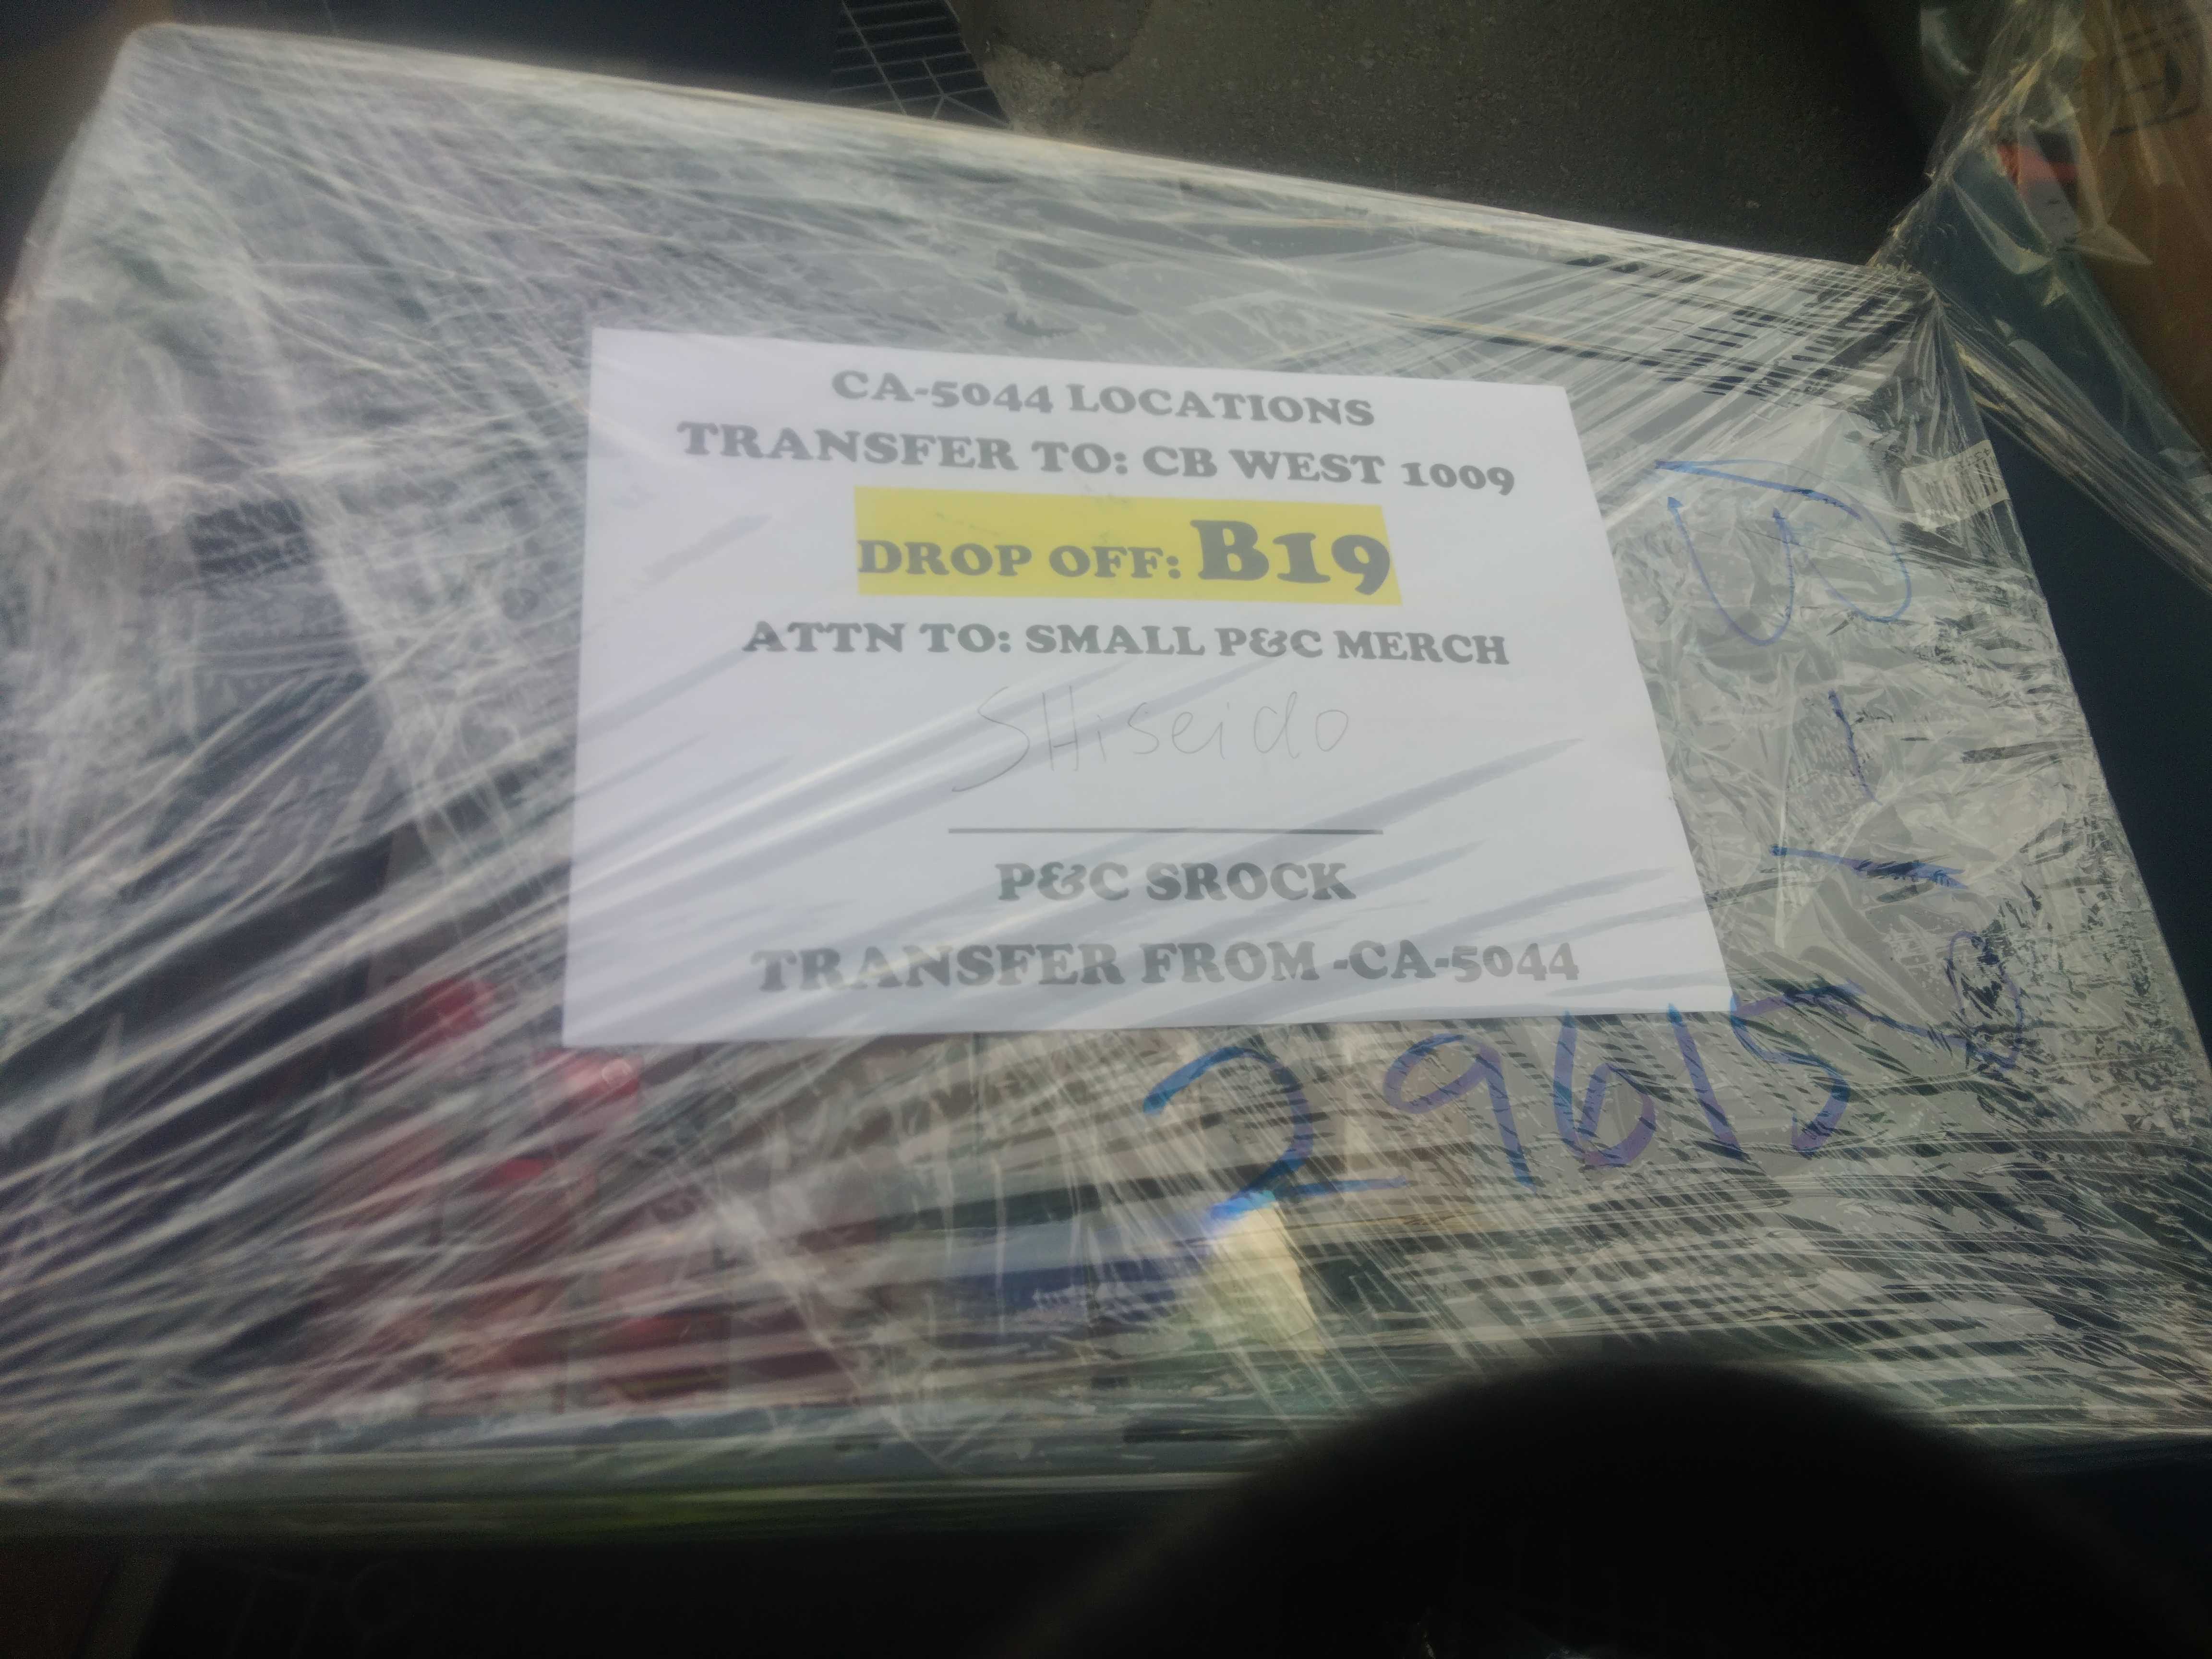 CA-5044 LOCATIONS
TRANSFER TO: CB WEST 1009
DROP OFF: B19
ATTN TO: SMALL P&C MERCH
SHiseido
P&C SROCK
TRANSFER FROM -CA-5044
29615